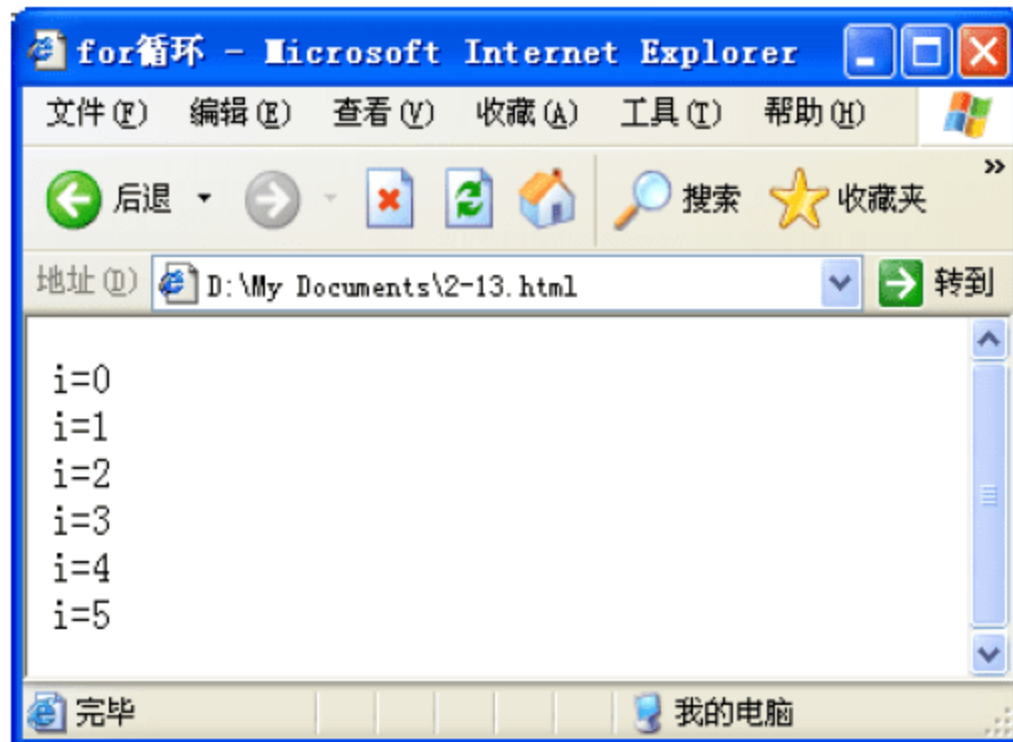 for循环 - Microsoft Internet Explorer
文件(F) 编辑(E) 查看(V) 收藏(A) 工具(T) 帮助(H)
后退 搜索 收藏夹 »
地址(D) D:\My Documents\2-13.html 转到
i=0
i=1
i=2
i=3
i=4
i=5
完毕 我的电脑